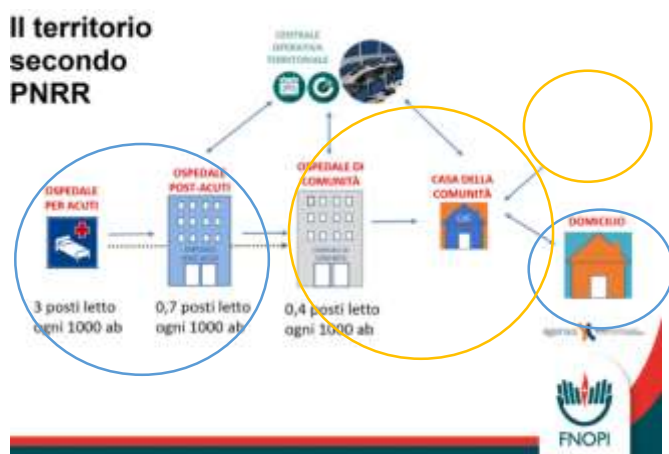 Il territorio
secondo
PNRR
CENTRALE
OPERATIVA
TERRITORIALE
OSPEDALE
PER ACUTI
OSPEDALE
POST-ACUTI
OSPEDALE DI
COMUNITÀ
CASA DELLA
COMUNITÀ
DOMICILIO
3 posti letto
ogni 1000 ab
0,7 posti letto
ogni 1000 ab
0,4 posti letto
ogni 1000 ab
FNOPI